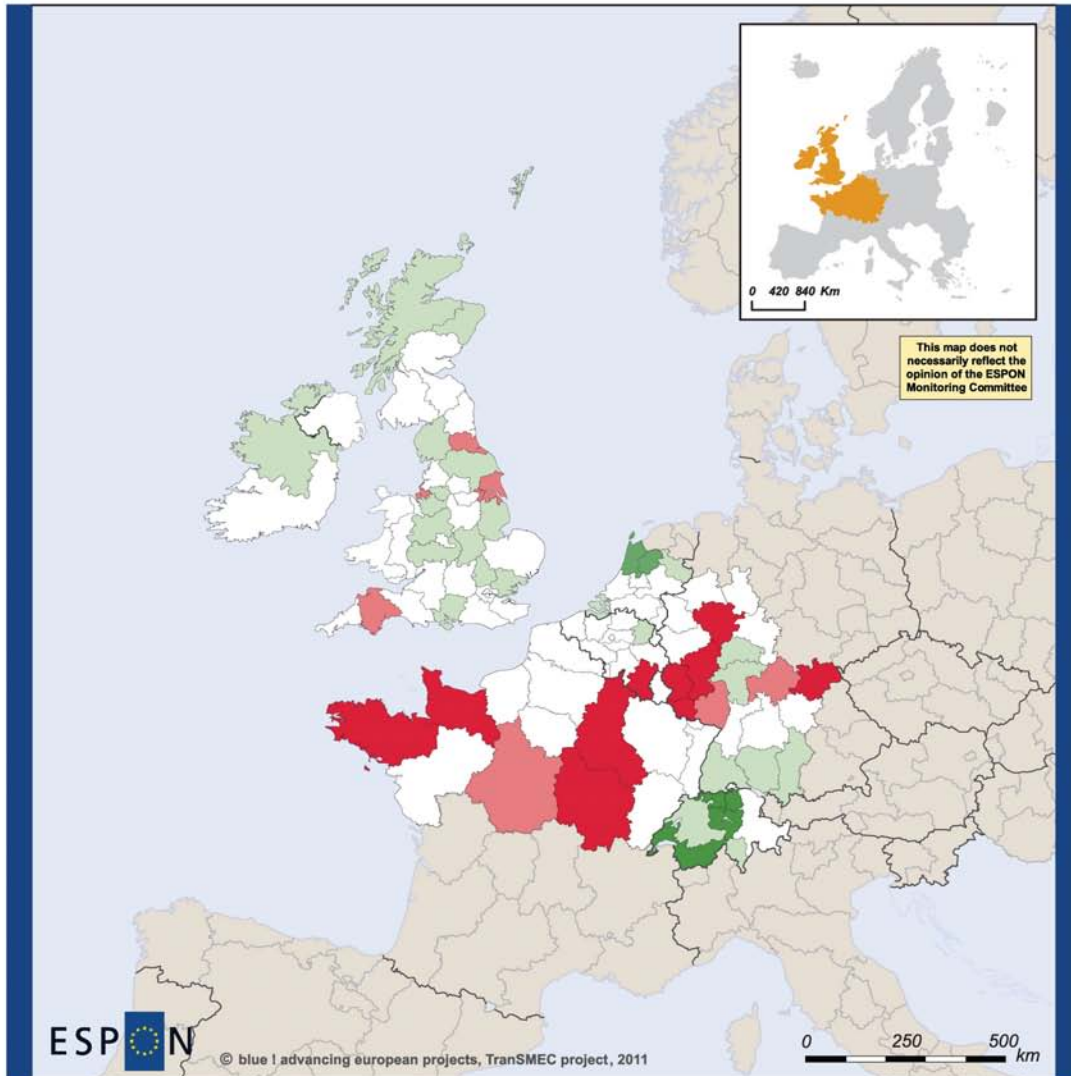 0 420 840 Km
This map does not
necessarily reflect the
opinion of the ESPON
Monitoring Committee
ESPON
© blue ! advancing european projects, TranSMEC project, 2011
0 250 500
km